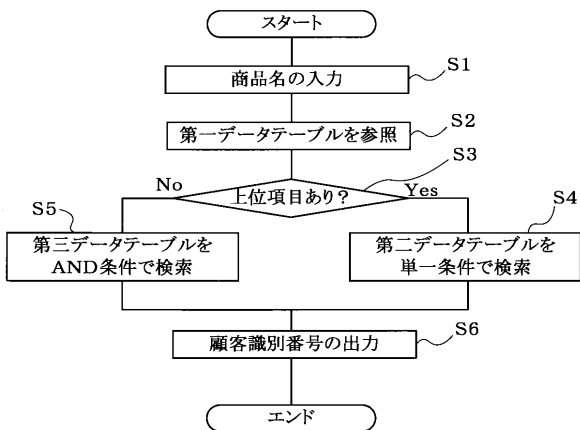 スタート
S1
商品名の入力
S2
第一データテーブルを参照
S3
上位項目あり?
No
Yes
S5
第三データテーブルを
AND条件で検索
S4
第二データテーブルを
単一条件で検索
S6
顧客識別番号の出力
エンド